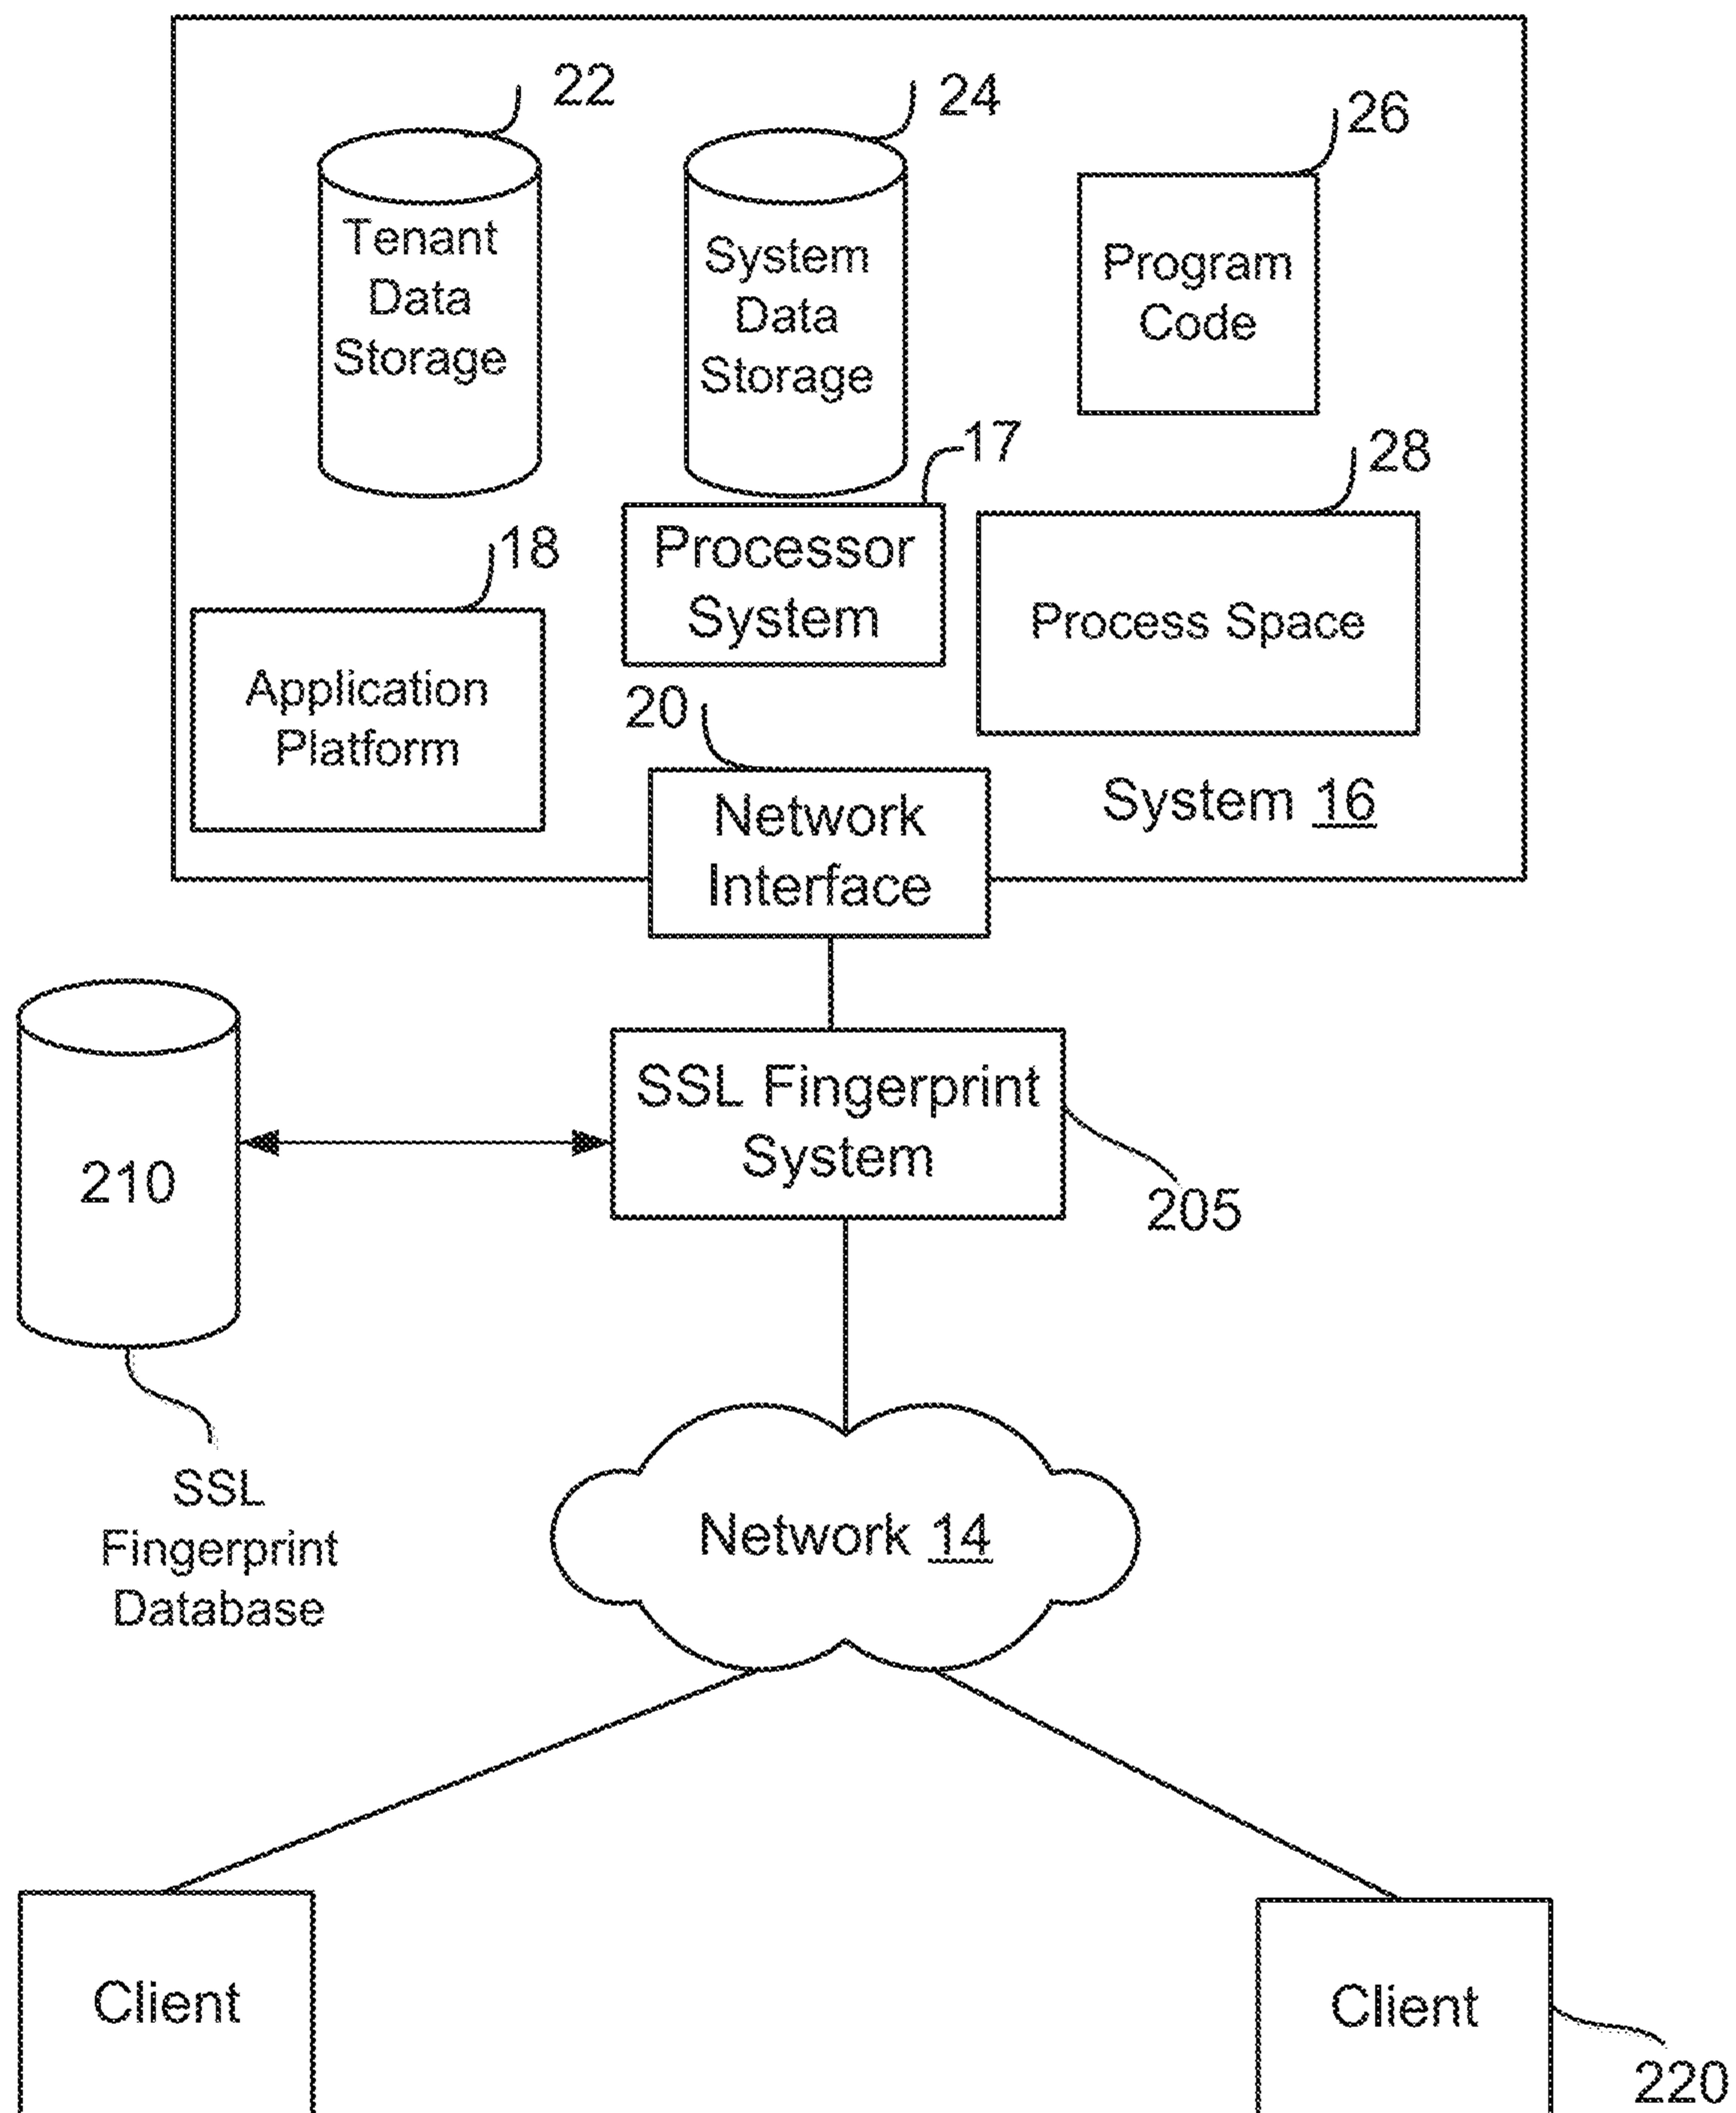 22
24
26
Tenant
Data
Storage
System
Data
Storage
Program
Code
17
28
18
Processor
System
Process Space
Application
Platform
20
Network
Interface
System 16
SSL Fingerprint
System
210
205
SSL
Fingerprint
Database
Network 14
Client
Client
220